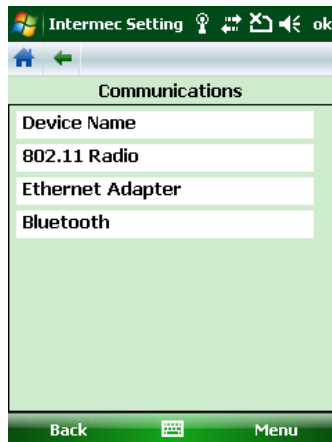 Intermec Setting ok
Communications
Device Name
802.11 Radio
Ethernet Adapter
Bluetooth
Back Menu